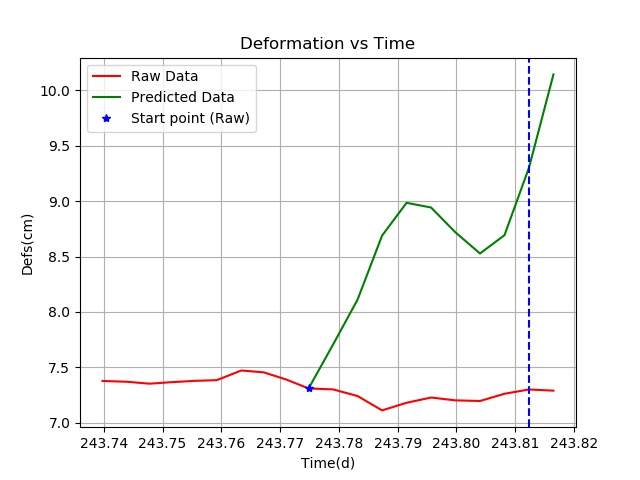 Deformation vs Time
Raw Data
Predicted Data
Start point (Raw)
10.0
9.5
9.0
8.5
8.0
7.5
7.0
Defs(cm)
243.74 243.75 243.76 243.77 243.78 243.79 243.80 243.81 243.82
Time(d)